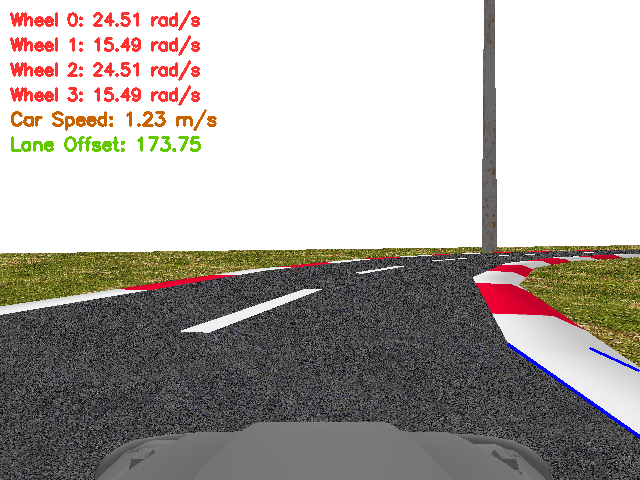 Wheel 0: 24.51 rad/s
Wheel 1: 15.49 rad/s
Wheel 2: 24.51 rad/s
Wheel 3: 15.49 rad/s
Car Speed: 1.23 m/s
Lane Offset: 173.75